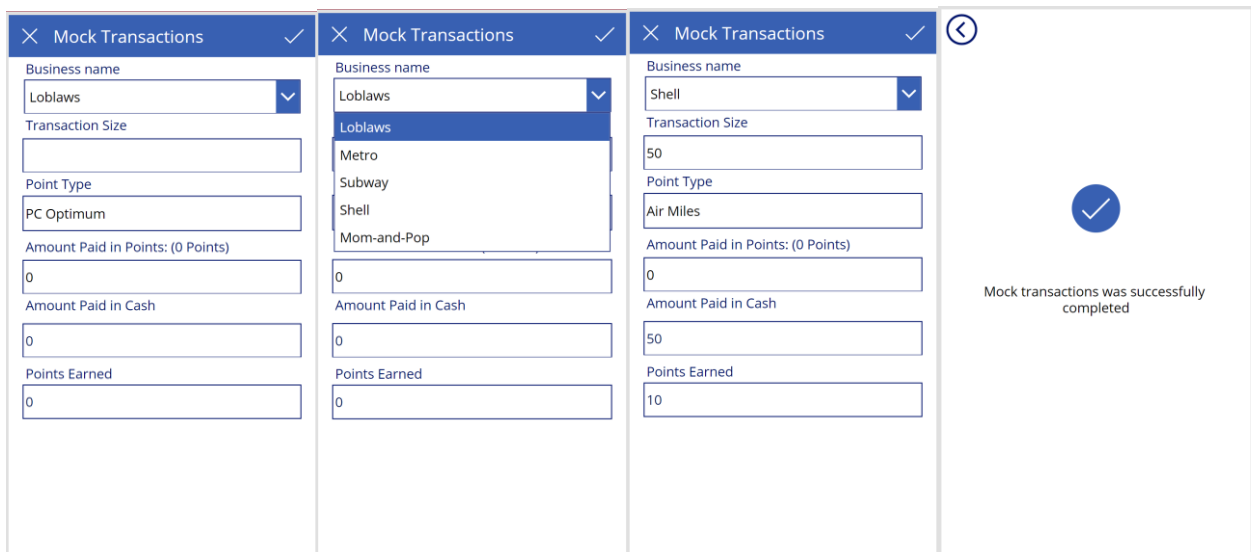 Mock Transactions
Business name
Loblaws
Transaction Size
Point Type
PC Optimum
Amount Paid in Points: (0 Points)
0
Amount Paid in Cash
0
Points Earned
0
Mock Transactions
Business name
Loblaws
Loblaws
Metro
Subway
Shell
Mom-and-Pop
0
Amount Paid in Cash
0
Points Earned
0
Mock Transactions
Business name
Shell
Transaction Size
50
Point Type
Air Miles
Amount Paid in Points: (0 Points)
0
Amount Paid in Cash
50
Points Earned
10
Mock transactions was successfully
completed